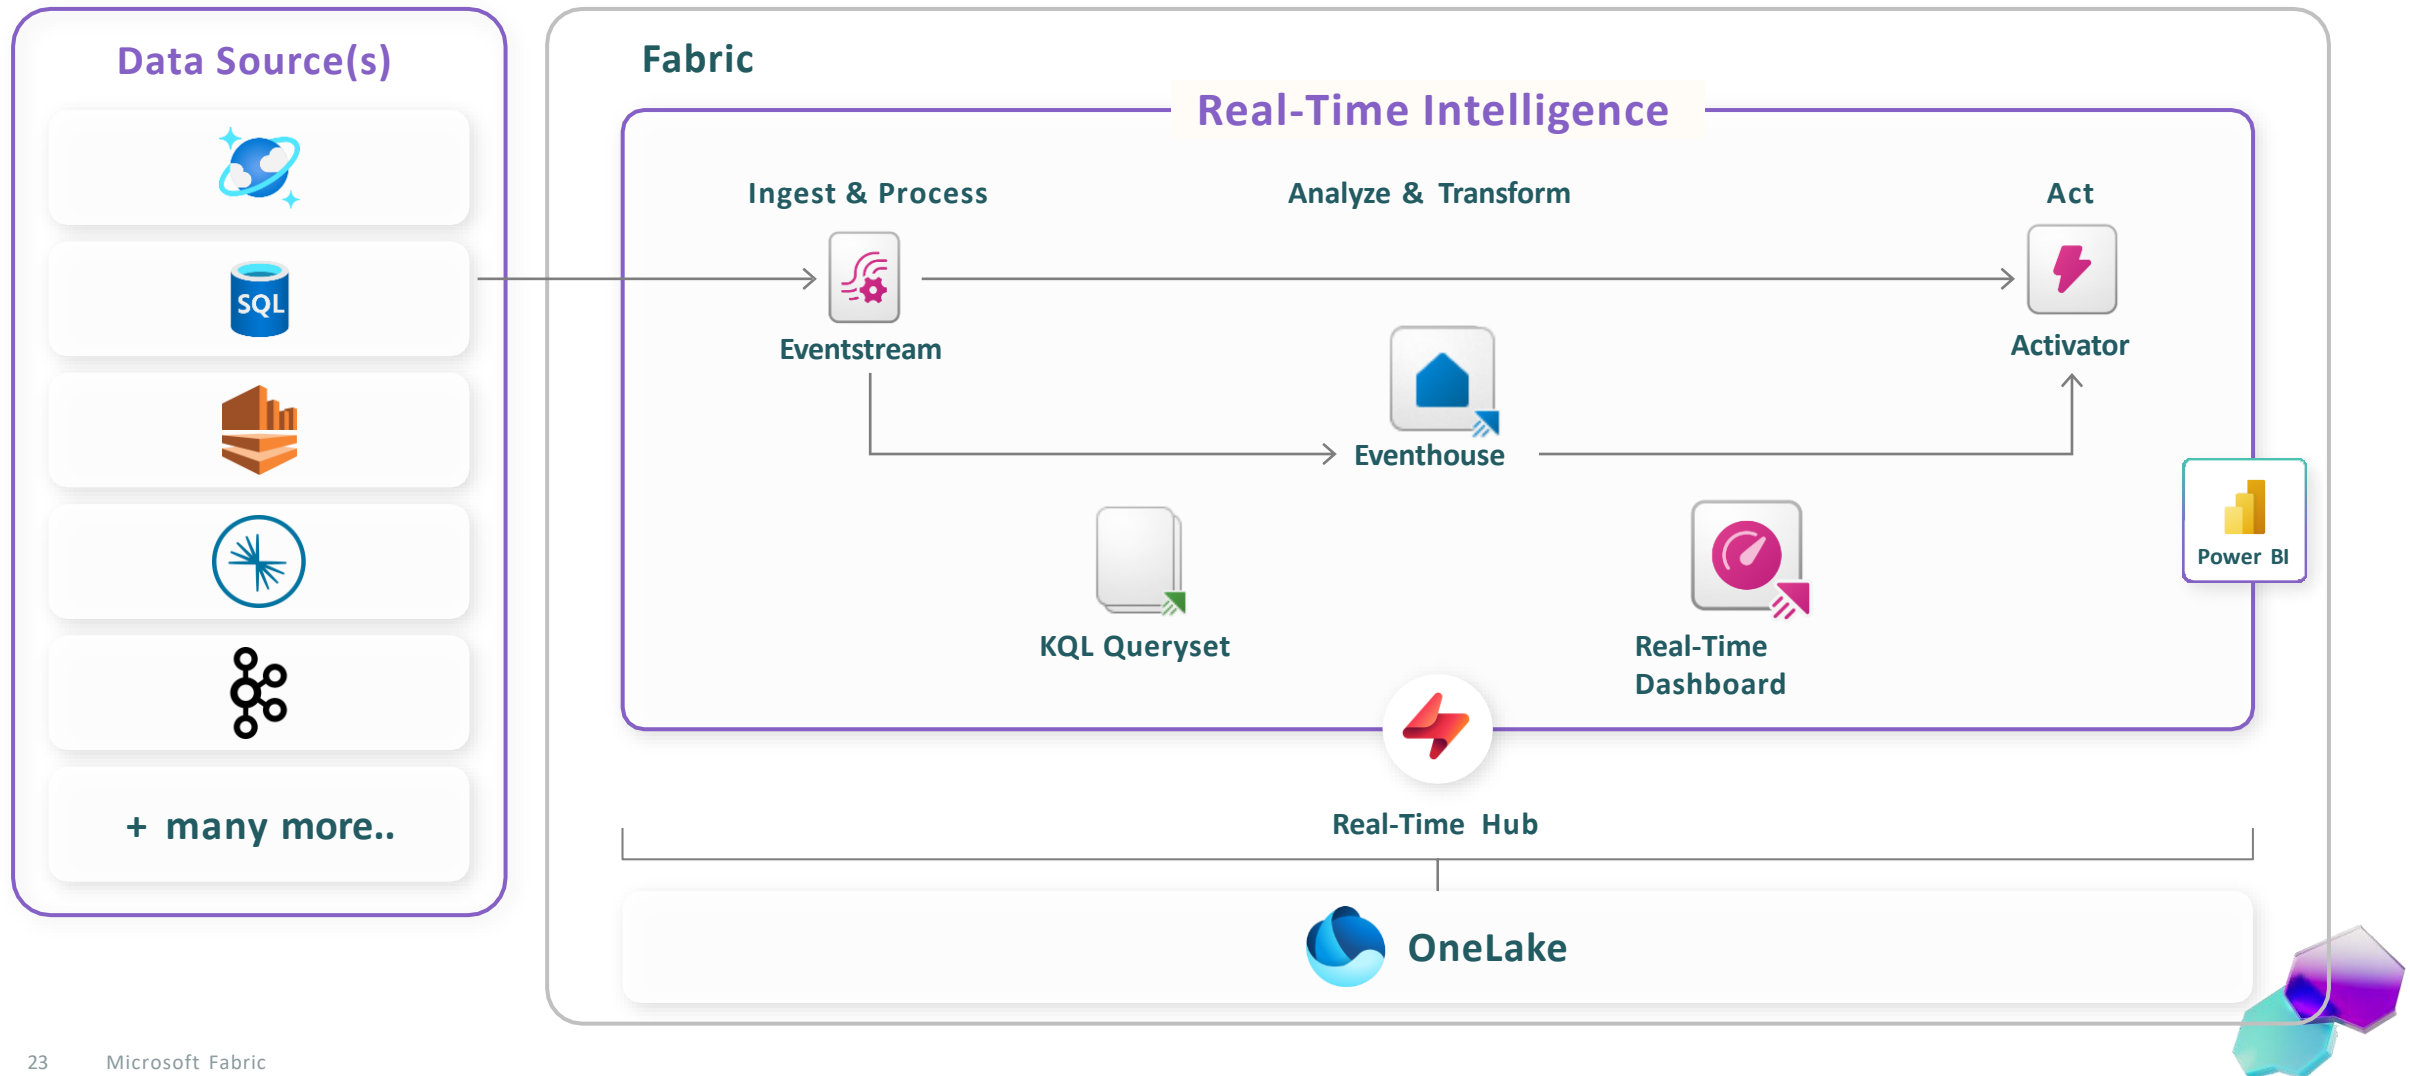 Data Source(s)
SQL
+ many more..
Fabric
Real-Time Intelligence
Ingest & Process
Analyze & Transform
Act
Eventstream
Activator
Eventhouse
Power BI
KQL Queryset
Real-Time
Dashboard
Real-Time Hub
OneLake
23 Microsoft Fabric